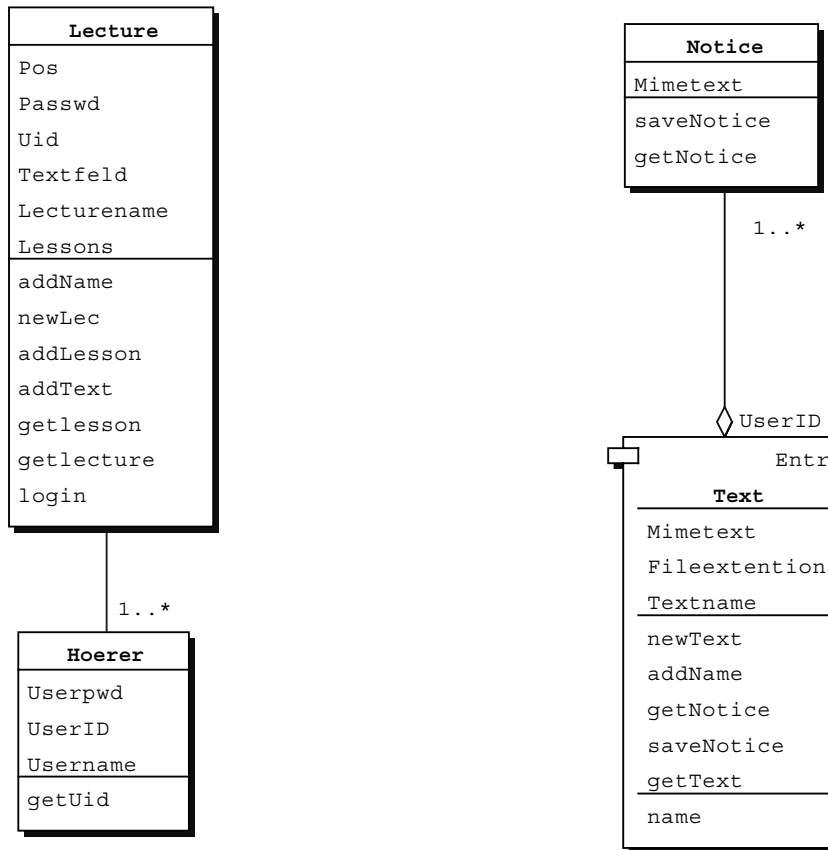 Lecture
Pos
Passwd
Uid
Textfeld
Lecturename
Lessons
addName
newLec
addLesson
addText
getlesson
getlecture
login
1..*
Hoerer
Userpwd
UserID
Username
getUid
Notice
Mimetext
saveNotice
getNotice
1..*
UserID
Entr
Text
Mimetext
Fileextention
Textname
newText
addName
getNotice
saveNotice
getText
name